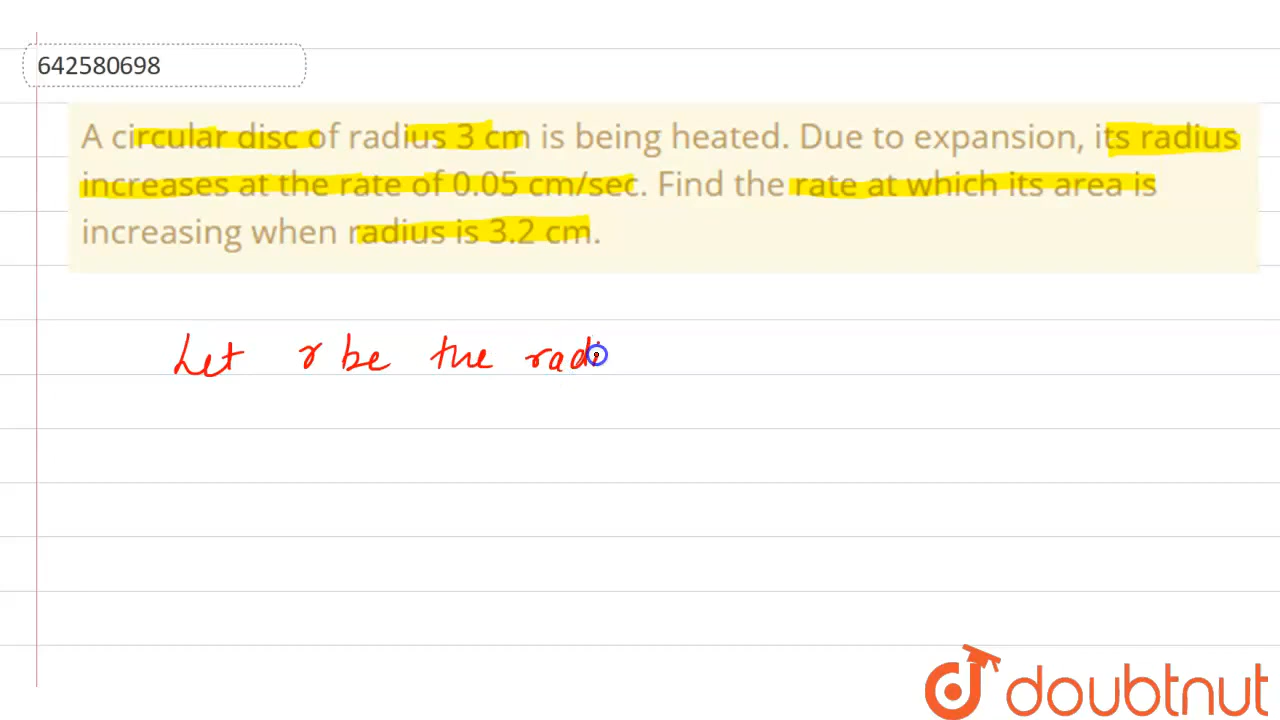 642580698
A circular disc of radius 3 cm is being heated. Due to expansion, its radius
increases at the rate of 0.05 cm/sec. Find the rate at which its area is
increasing when radius is 3.2 cm.
Let r be the radi
doubtnut